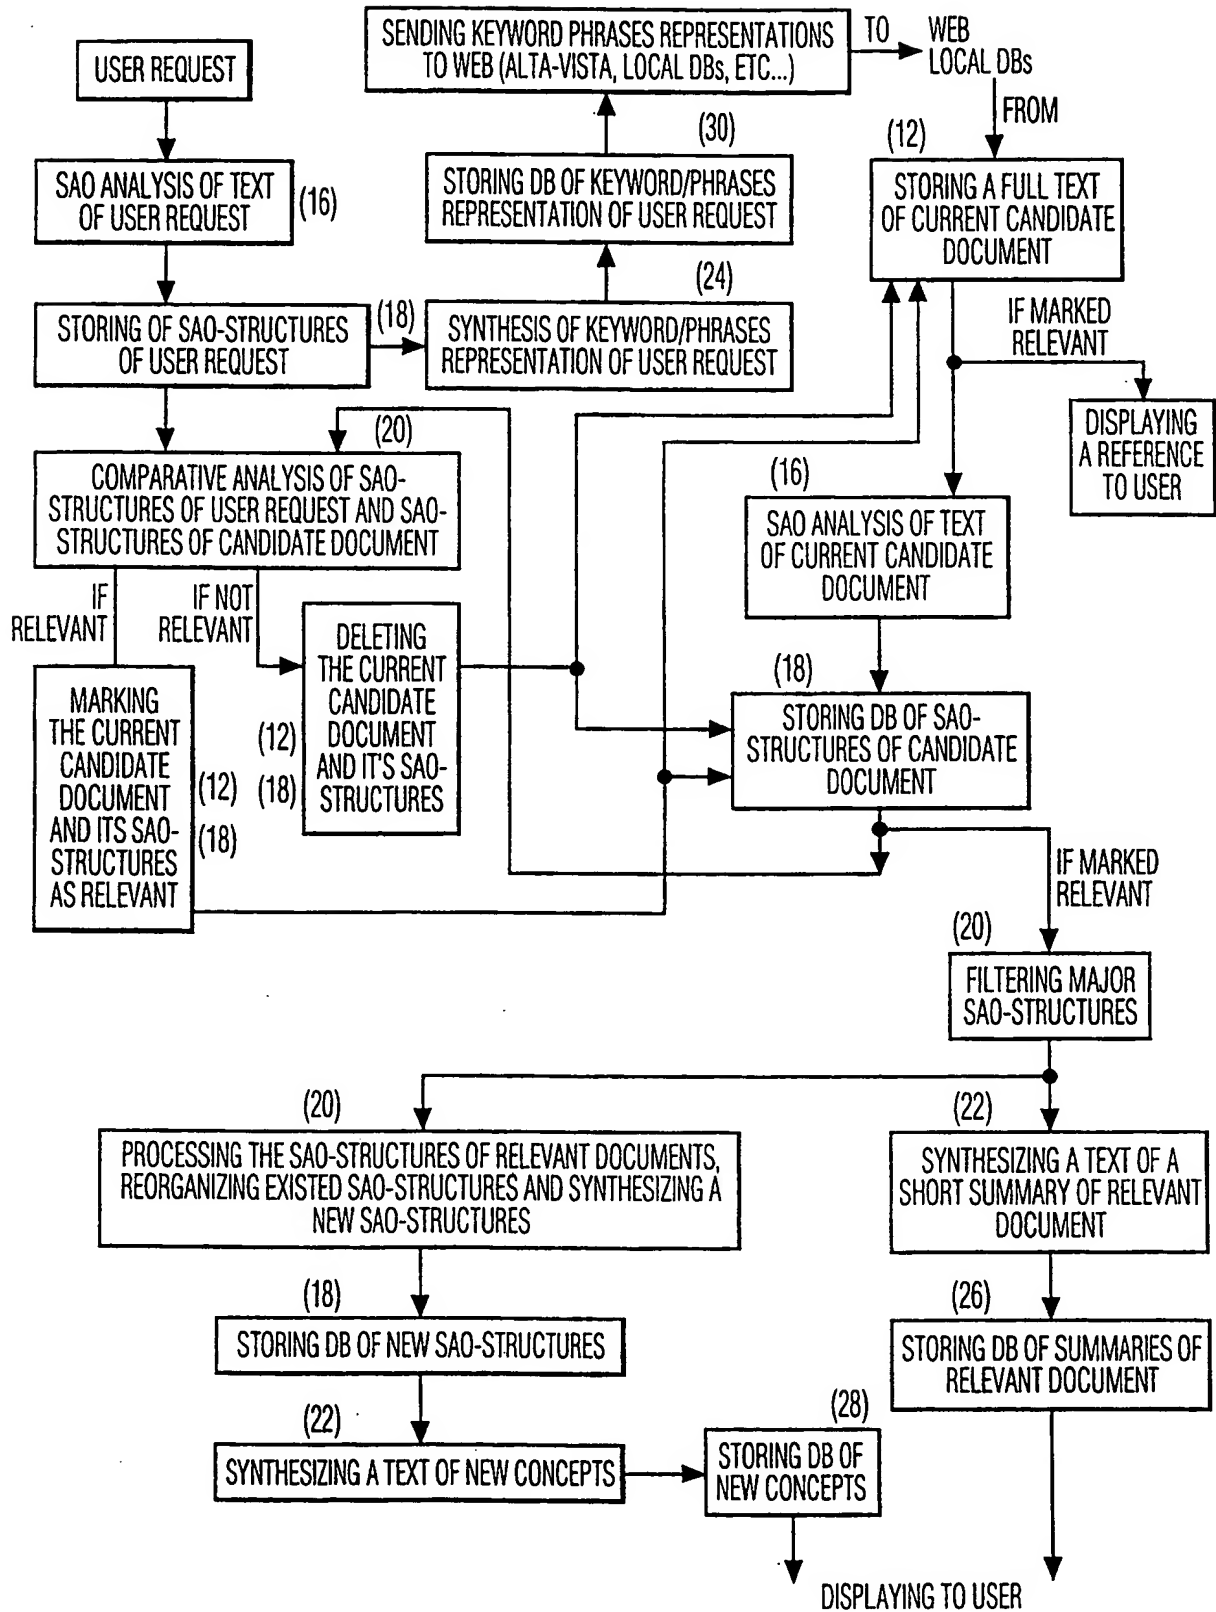 USER REQUEST
SENDING KEYWORD PHRASES REPRESENTATIONS
TO WEB (ALTA-VISTA, LOCAL DBs, ETC...)
TO
WEB
LOCAL DBs
FROM
SAO ANALYSIS OF TEXT
OF USER REQUEST
(16)
(30)
STORING DB OF KEYWORD/PHRASES
REPRESENTATION OF USER REQUEST
(12)
STORING A FULL TEXT
OF CURRENT CANDIDATE
DOCUMENT
STORING OF SAO-STRUCTURES
OF USER REQUEST
(18)
(24)
SYNTHESIS OF KEYWORD/PHRASES
REPRESENTATION OF USER REQUEST
IF MARKED
RELEVANT
DISPLAYING
A REFERENCE
TO USER
(20)
COMPARATIVE ANALYSIS OF SAO-
STRUCTURES OF USER REQUEST AND SAO-
STRUCTURES OF CANDIDATE DOCUMENT
(16)
SAO ANALYSIS OF TEXT
OF CURRENT CANDIDATE
DOCUMENT
IF
RELEVANT
IF NOT
RELEVANT
DELETING
THE CURRENT
CANDIDATE
DOCUMENT
AND IT'S SAO-
STRUCTURES
(12)
(18)
MARKING
THE CURRENT
CANDIDATE
DOCUMENT
AND ITS SAO-
STRUCTURES
AS RELEVANT
(12)
(18)
(18)
STORING DB OF SAO-
STRUCTURES OF CANDIDATE
DOCUMENT
IF MARKED
RELEVANT
(20)
FILTERING MAJOR
SAO-STRUCTURES
(20)
PROCESSING THE SAO-STRUCTURES OF RELEVANT DOCUMENTS,
REORGANIZING EXISTED SAO-STRUCTURES AND SYNTHESIZING A
NEW SAO-STRUCTURES
(22)
SYNTHESIZING A TEXT OF A
SHORT SUMMARY OF RELEVANT
DOCUMENT
(18)
STORING DB OF NEW SAO-STRUCTURES
(26)
STORING DB OF SUMMARIES OF
RELEVANT DOCUMENT
(22)
SYNTHESIZING A TEXT OF NEW CONCEPTS
(28)
STORING DB OF
NEW CONCEPTS
DISPLAYING TO USER